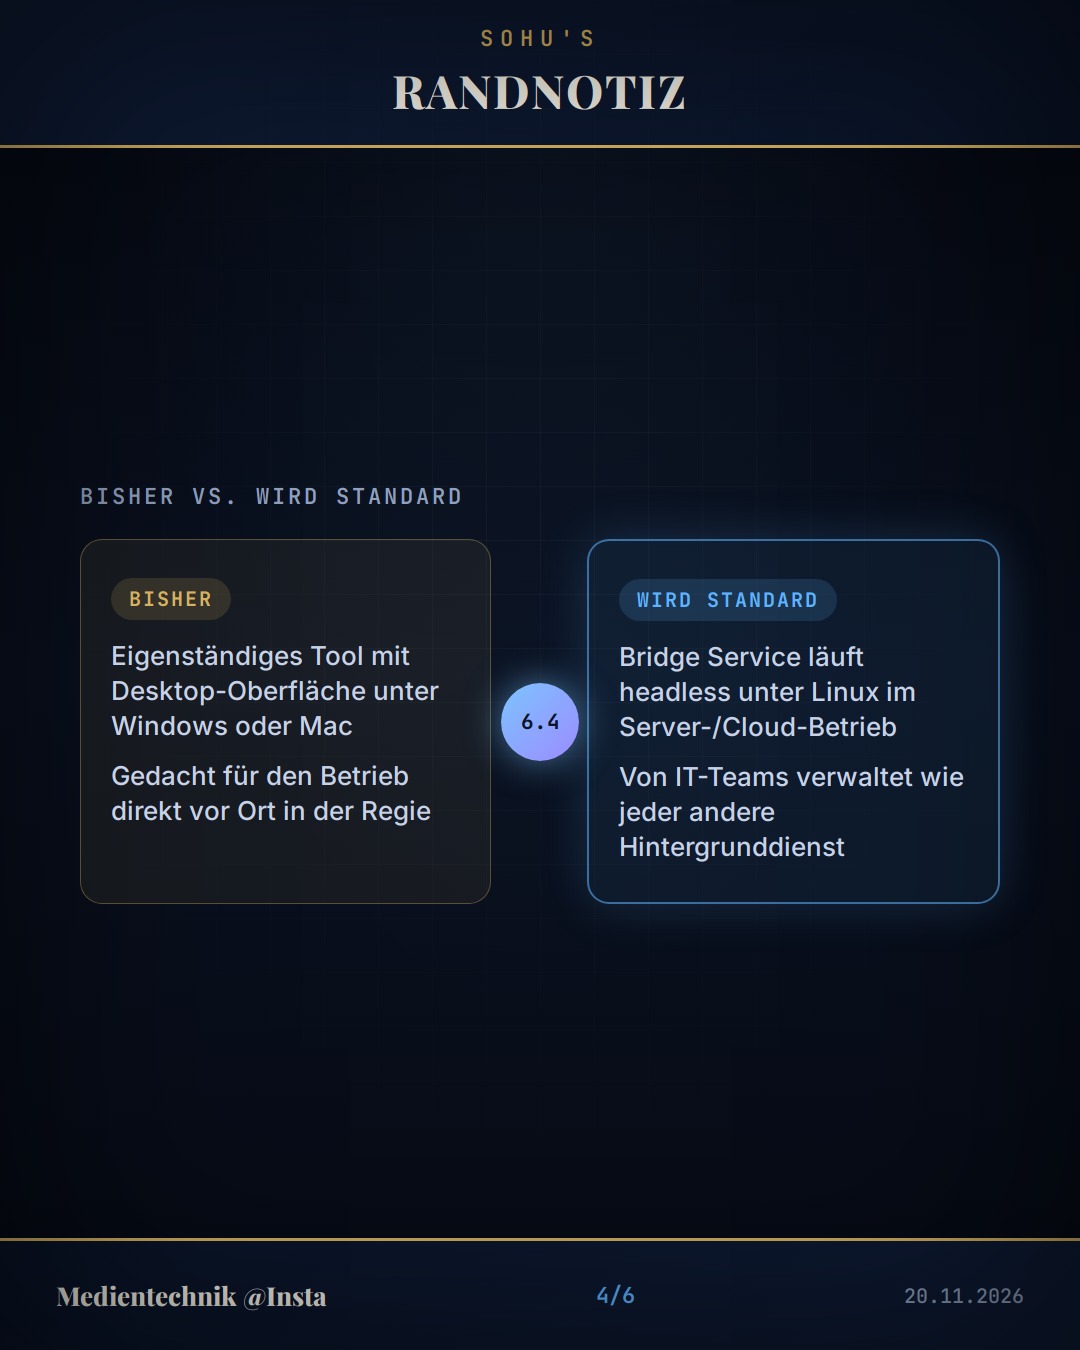 SOHU'S
RANDNOTIZ
BISHER VS. WIRD STANDARD
BISHER
Eigenständiges Tool mit
Desktop-Oberfläche unter
Windows oder Mac
Gedacht für den Betrieb
direkt vor Ort in der Regie
6.4
WIRD STANDARD
Bridge Service läuft
headless unter Linux im
Server-/Cloud-Betrieb
Von IT-Teams verwaltet wie
jeder andere
Hintergrunddienst
Medientechnik @Insta
4/6
20.11.2026